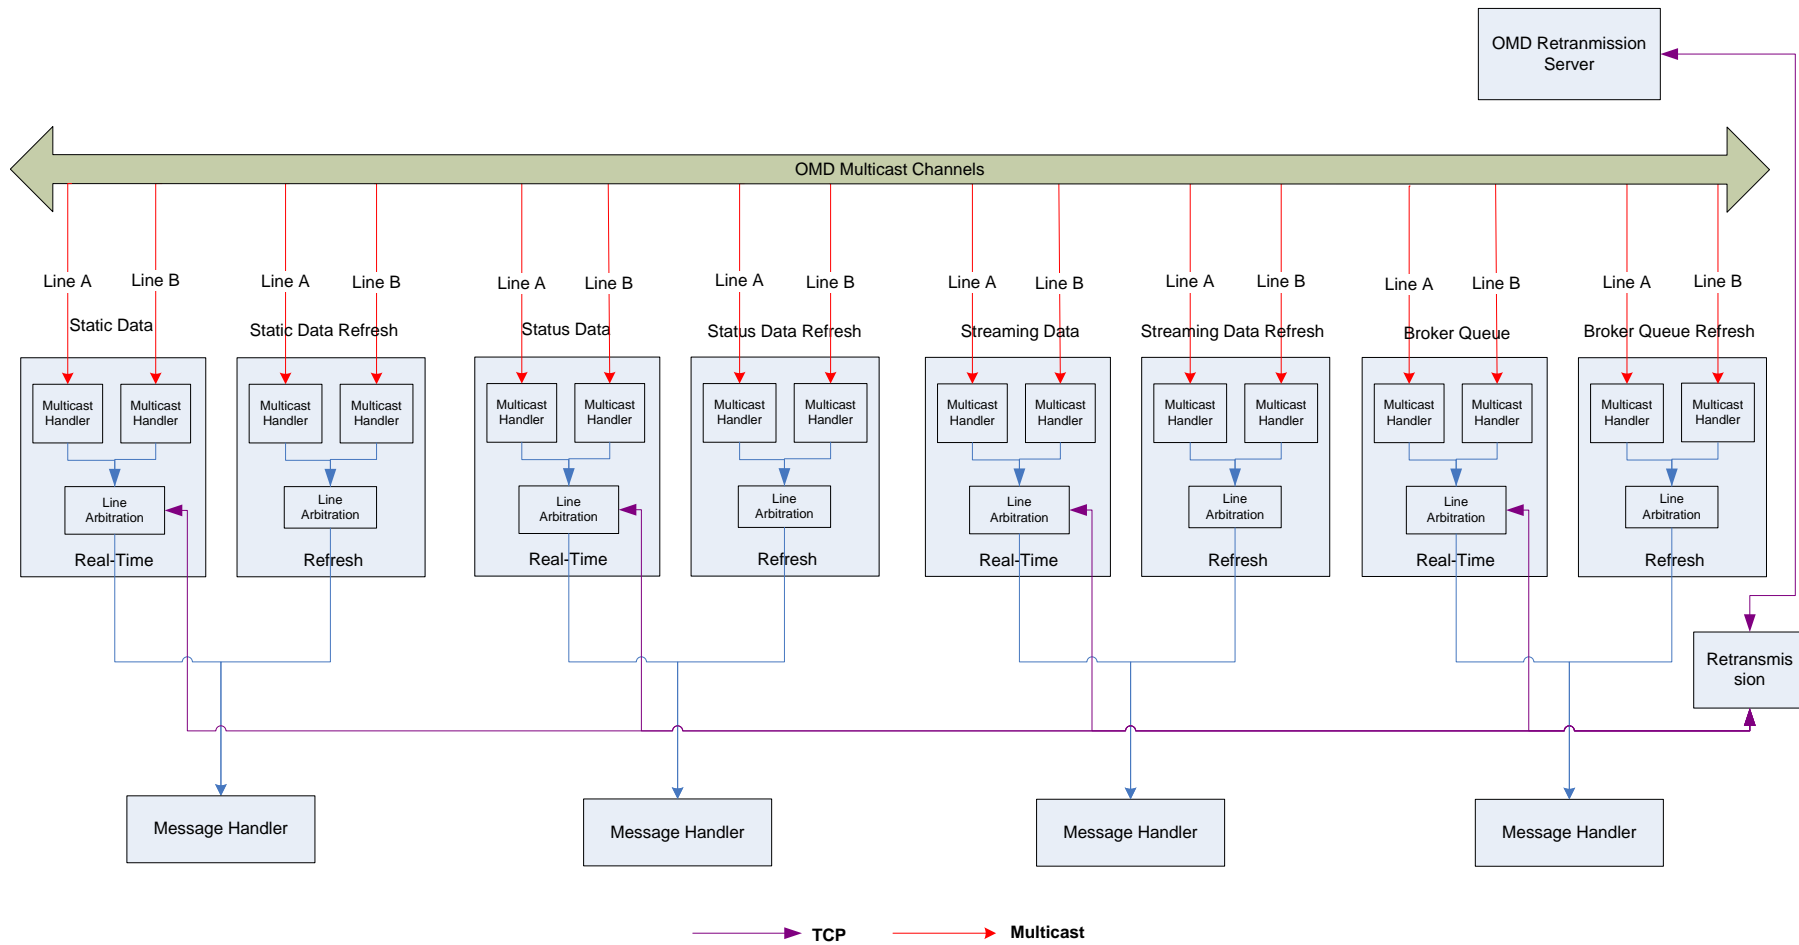 OMD Retranmission
Server
OMD Multicast Channels
Line A
Line B
Line A
Line B
Line A
Line B
Line A
Line B
Line A
Line B
Line A
Line B
Line A
Line B
Line A
Line B
Static Data
Static Data Refresh
Status Data
Status Data Refresh
Streaming Data
Streaming Data Refresh
Broker Queue
Broker Queue Refresh
Multicast
Handler
Multicast
Handler
Multicast
Handler
Multicast
Handler
Multicast
Handler
Multicast
Handler
Multicast
Handler
Multicast
Handler
Multicast
Handler
Multicast
Handler
Multicast
Handler
Multicast
Handler
Multicast
Handler
Multicast
Handler
Multicast
Handler
Multicast
Handler
Line
Arbitration
Line
Arbitration
Line
Arbitration
Line
Arbitration
Line
Arbitration
Line
Arbitration
Line
Arbitration
Line
Arbitration
Real-Time
Refresh
Real-Time
Refresh
Real-Time
Refresh
Real-Time
Refresh
Retransmis
sion
Message Handler
Message Handler
Message Handler
Message Handler
TCP
Multicast